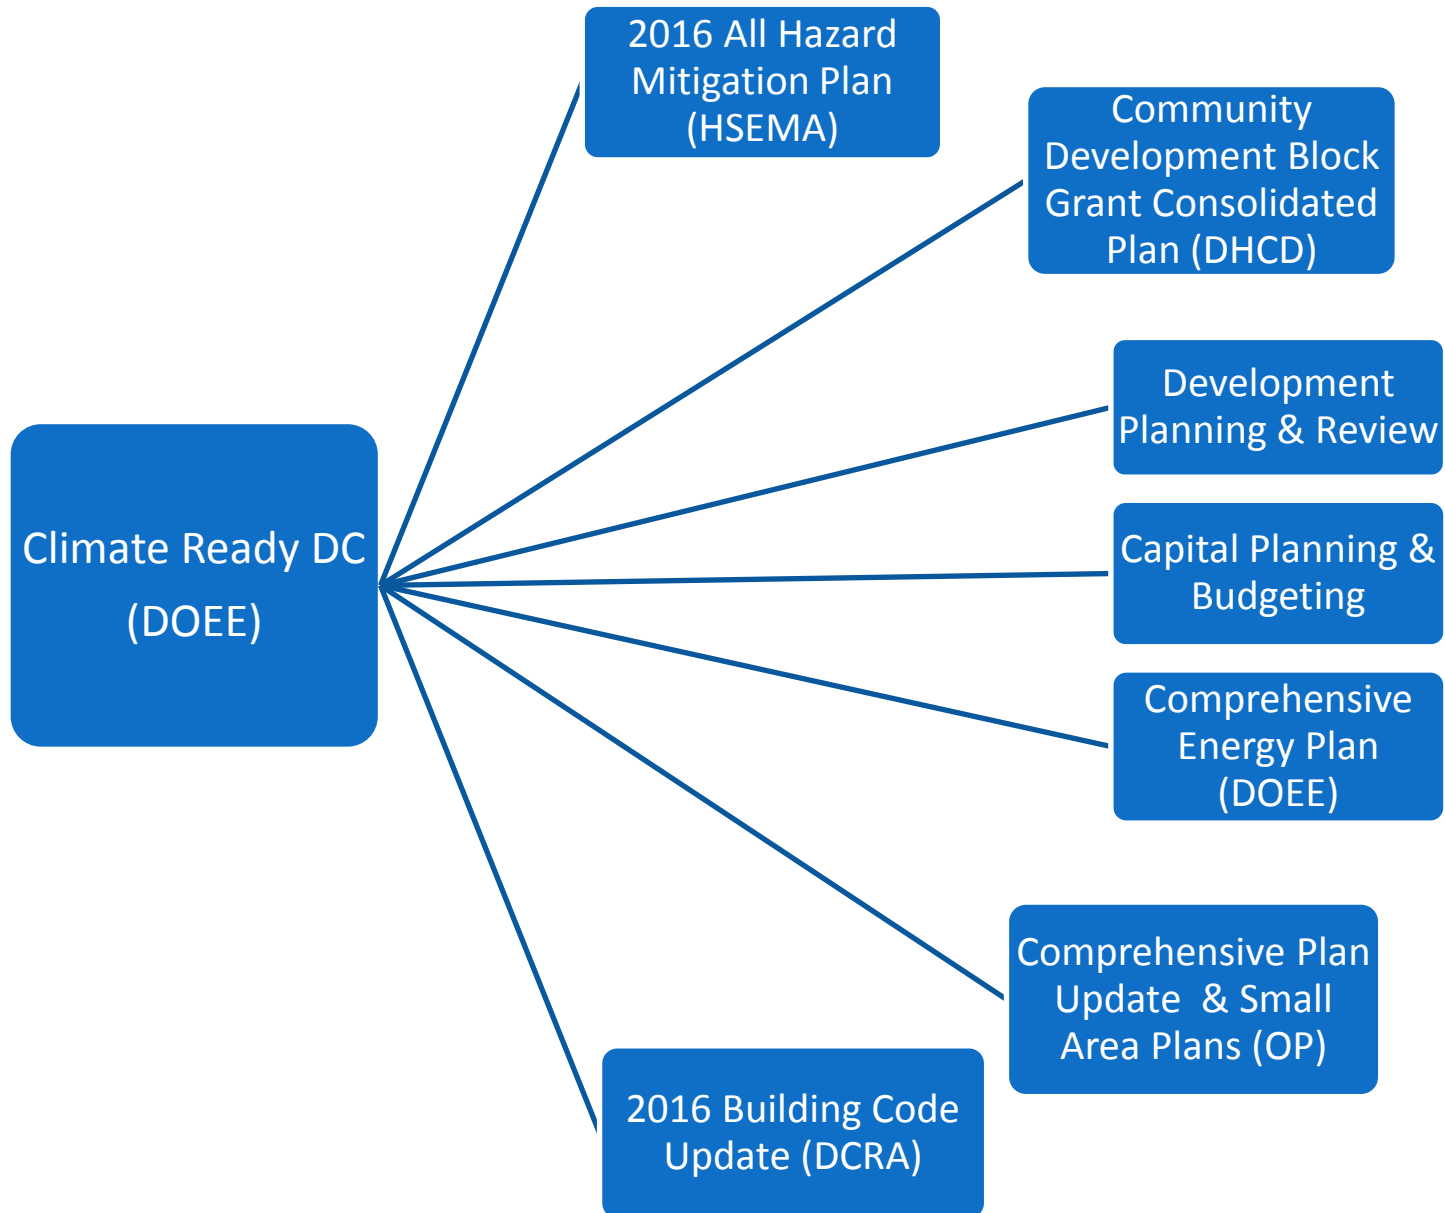 2016 All Hazard
Mitigation Plan
(HSEMA)
Community
Development Block
Grant Consolidated
Plan (DHCD)
Development
Planning & Review
Climate Ready DC
(DOEE)
Capital Planning &
Budgeting
Comprehensive
Energy Plan
(DOEE)
Comprehensive Plan
Update & Small
Area Plans (OP)
2016 Building Code
Update (DCRA)